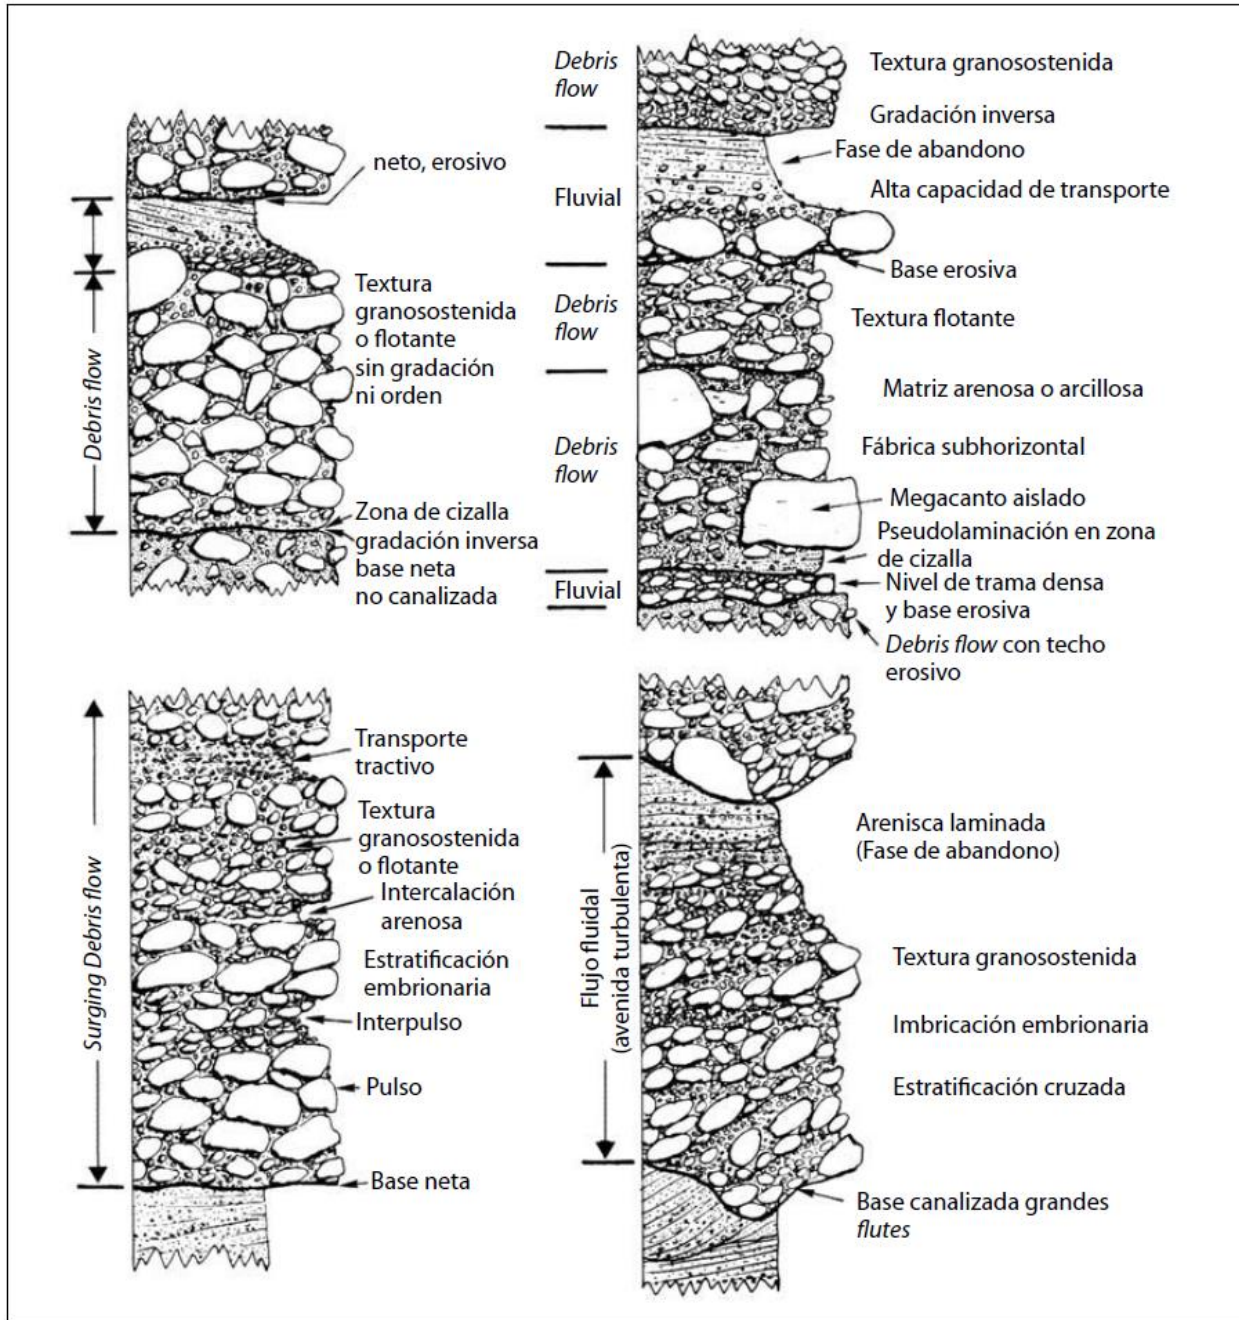 neto, erosivo
Debris flow
Textura
granosostenida
o flotante
sin gradación
ni orden
Zona de cizalla
gradación inversa
base neta
no canalizada
Debris
flow
Fluvial
Debris
flow
Debris
flow
Fluvial
Textura granosostenida
Gradación inversa
Fase de abandono
Alta capacidad de transporte
Base erosiva
Textura flotante
Matriz arenosa o arcillosa
Fábrica subhorizontal
Megacanto aislado
Pseudolaminación en zona
de cizalla
Nivel de trama densa
y base erosiva
Debris flow con techo
erosivo
Surging Debris flow
Transporte
tractivo
Textura
granosostenida
o flotante
Intercalación
arenosa
Estratificación
embrionaria
Interpulso
Pulso
Base neta
Flujo fluidal
(avenida turbulenta)
Arenisca laminada
(Fase de abandono)
Textura granosostenida
Imbricación embrionaria
Estratificación cruzada
Base canalizada grandes
flutes